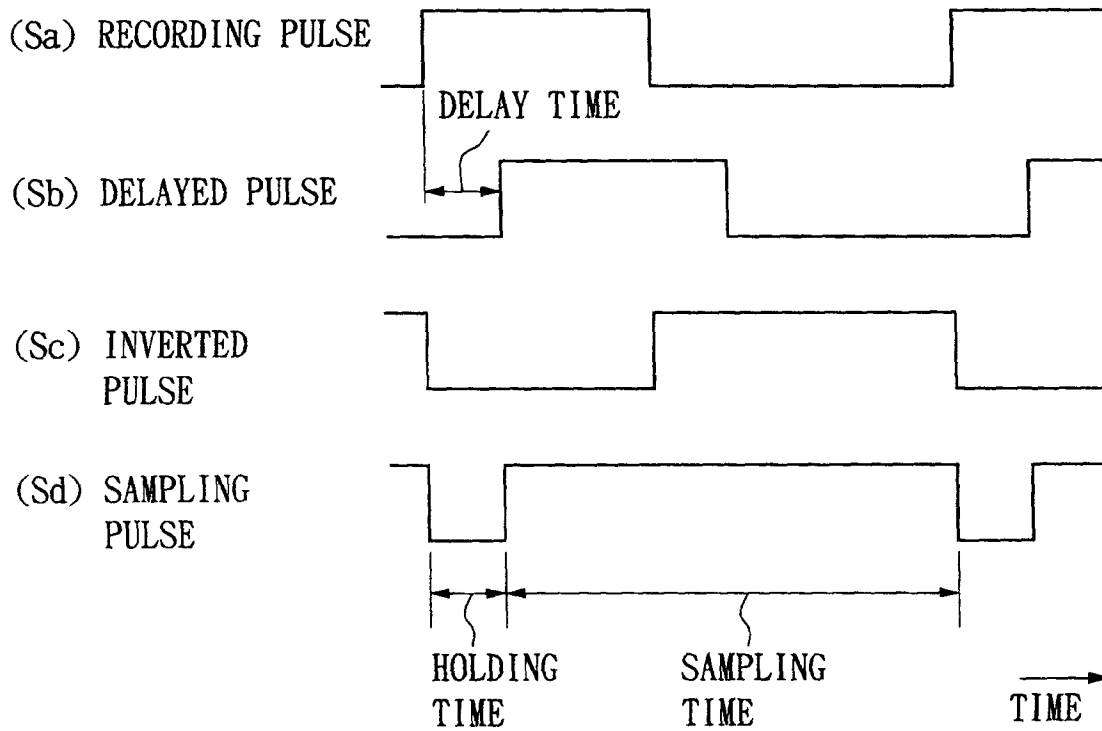 (Sa) RECORDING PULSE
DELAY TIME
(Sb) DELAYED PULSE
(Sc) INVERTED
PULSE
(Sd) SAMPLING
PULSE
HOLDING
TIME
SAMPLING
TIME
TIME